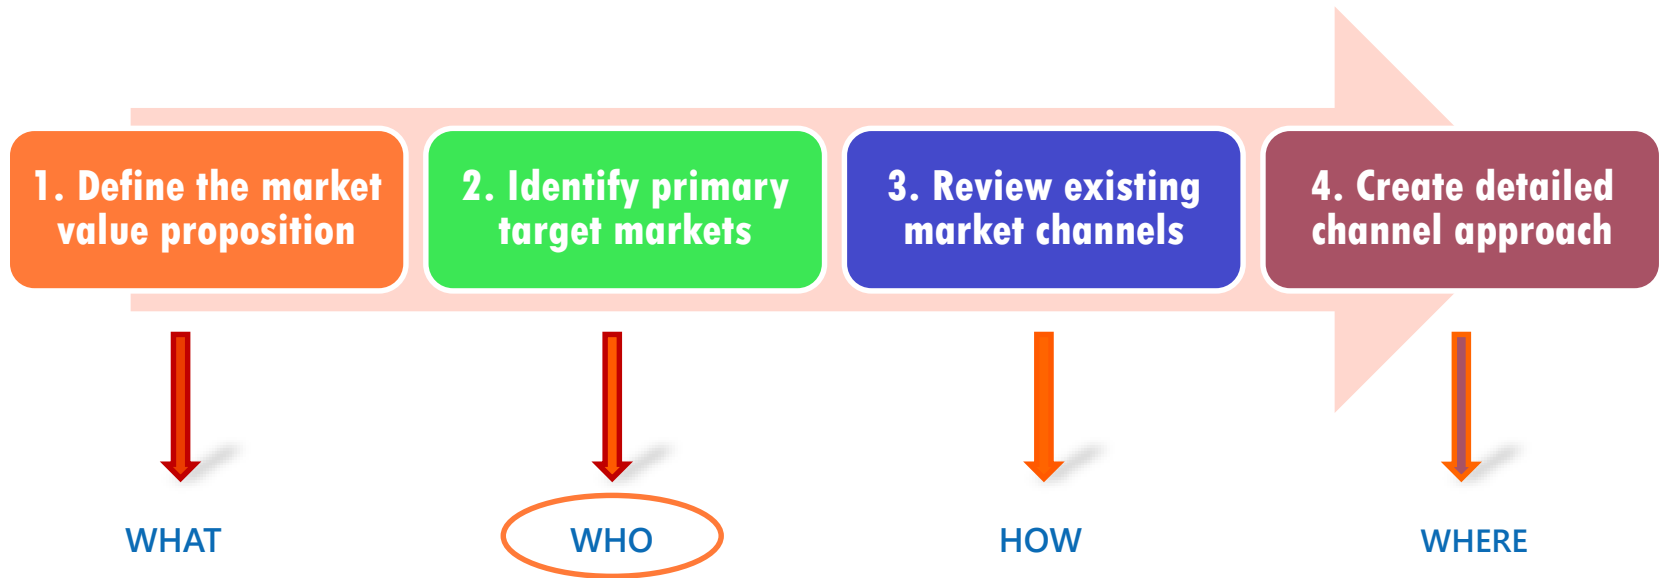 1. Define the market
value proposition
2. Identify primary
target markets
3. Review existing
market channels
4. Create detailed
channel approach
WHAT
WHO
HOW
WHERE